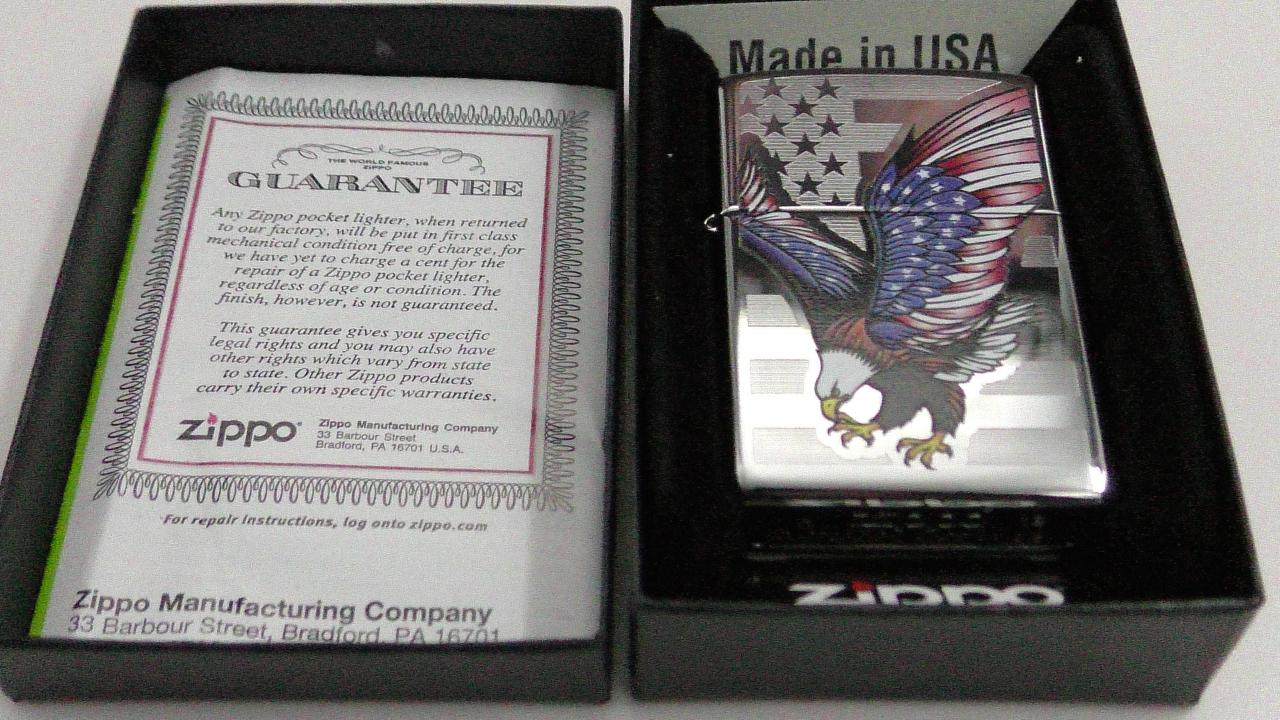 THE WORLD FAMOUS
ZIPPO
GUARANTEE
Any Zippo pocket lighter, when returned
to our factory, will be put in first class
mechanical condition free of charge, for
we have yet to charge a cent for the
repair of a Zippo pocket lighter,
regardless of age or condition. The
finish, however, is not guaranteed.
This guarantee gives you specific
legal rights and you may also have
other rights which vary from state
to state. Other Zippo products
carry their own specific warranties.
zippo
Zippo Manufacturing Company
33 Barbour Street
Bradford, PA 16701 U.S.A.
For repair instructions, log onto zippo.com
Zippo Manufacturing Company
33 Barbour Street, Bradford, PA 16701
Made in USA
zippo